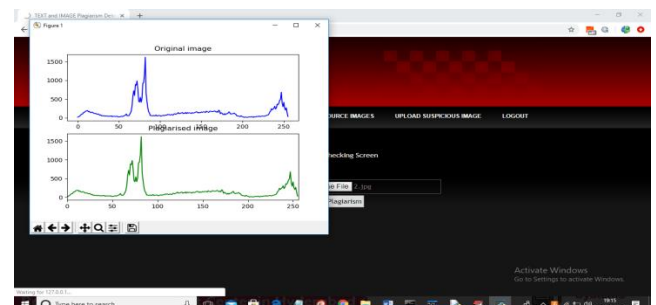 TEXT and IMAGE Plagiarism Det
Figure 1
Original image
1500
1000
500
0
0 50 100 150 200 250
Plagiarised image
1500
1000
500
0
0 50 100 150 200 250
OURCE IMAGES UPLOAD SUSPICIOUS IMAGE LOGOUT
hecking Screen
e File 2.jpg
Plagiarism
Activate Windows
Go to Settings to activate Windows.
Waiting for 127.0.0.1...
Type here to search
19:15